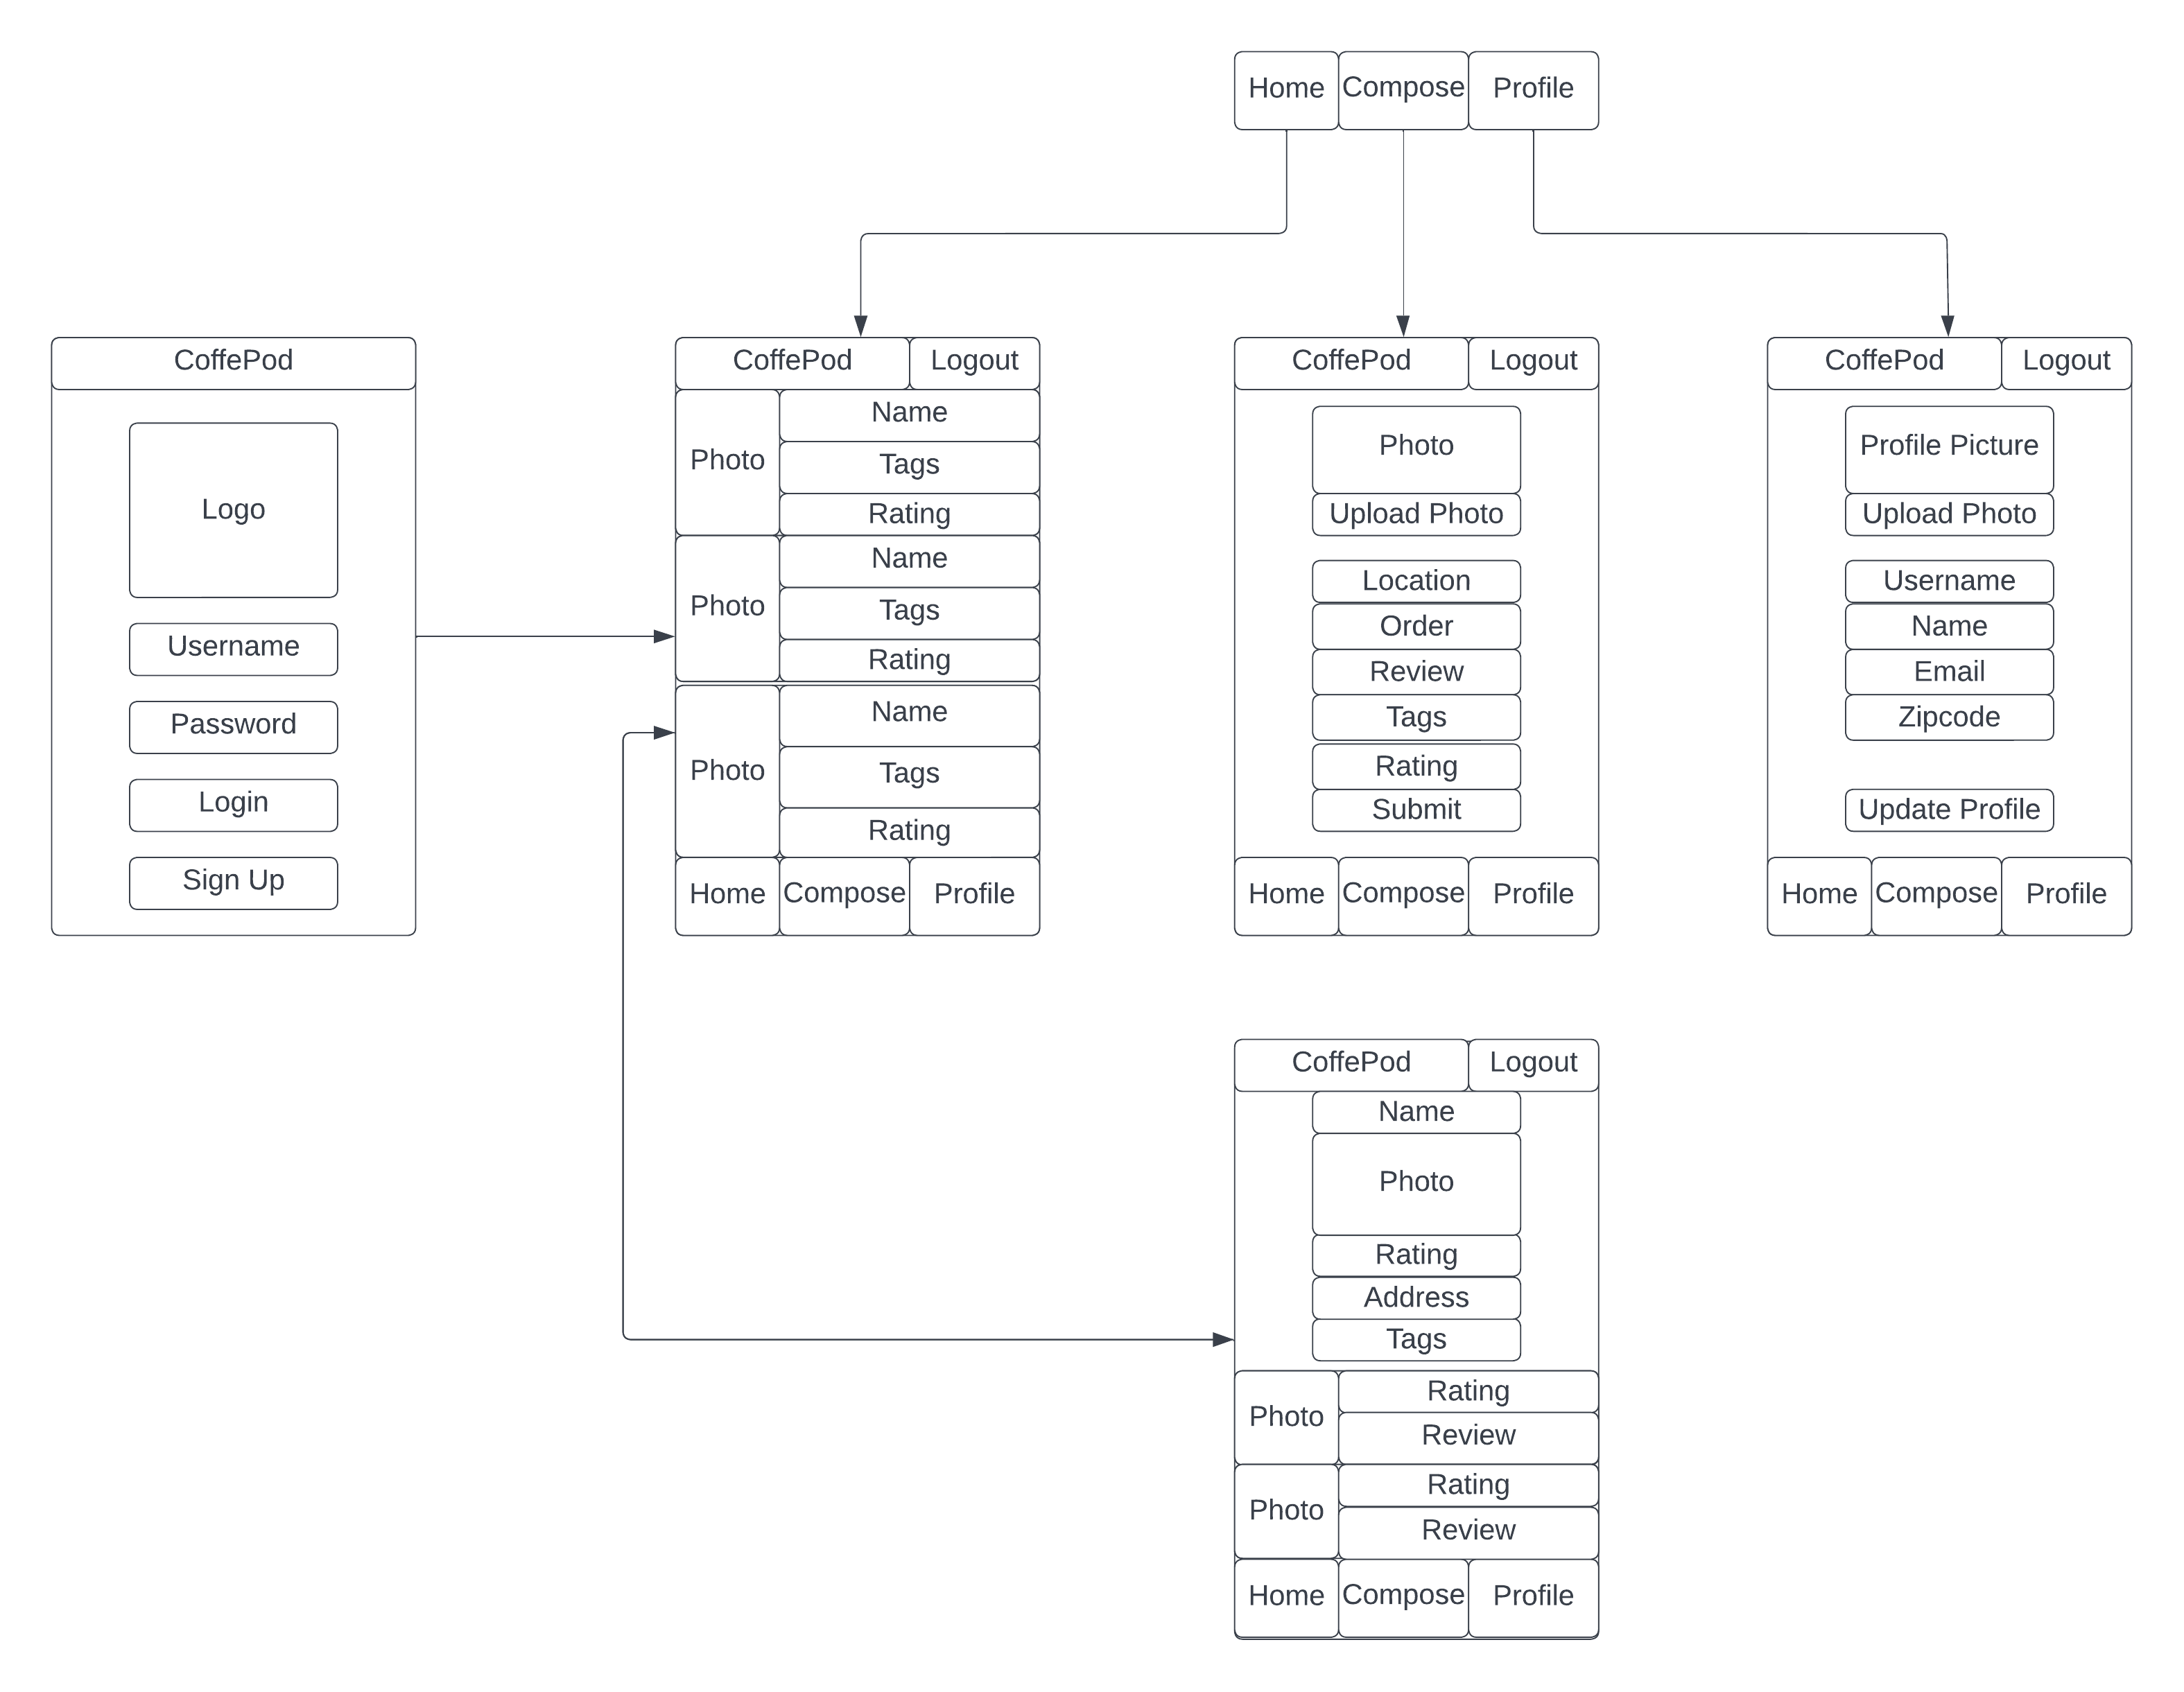 Home
Compose
Profile
CoffePod
Logo
Username
Password
Login
Sign Up
CoffePod
Logout
Photo
Name
Tags
Rating
Photo
Name
Tags
Rating
Photo
Name
Tags
Rating
Home
Compose
Profile
CoffePod
Logout
Photo
Upload Photo
Location
Order
Review
Tags
Rating
Submit
Home
Compose
Profile
CoffePod
Logout
Profile Picture
Upload Photo
Username
Name
Email
Zipcode
Update Profile
Home
Compose
Profile
CoffePod
Logout
Name
Photo
Rating
Address
Tags
Photo
Rating
Review
Photo
Rating
Review
Home
Compose
Profile